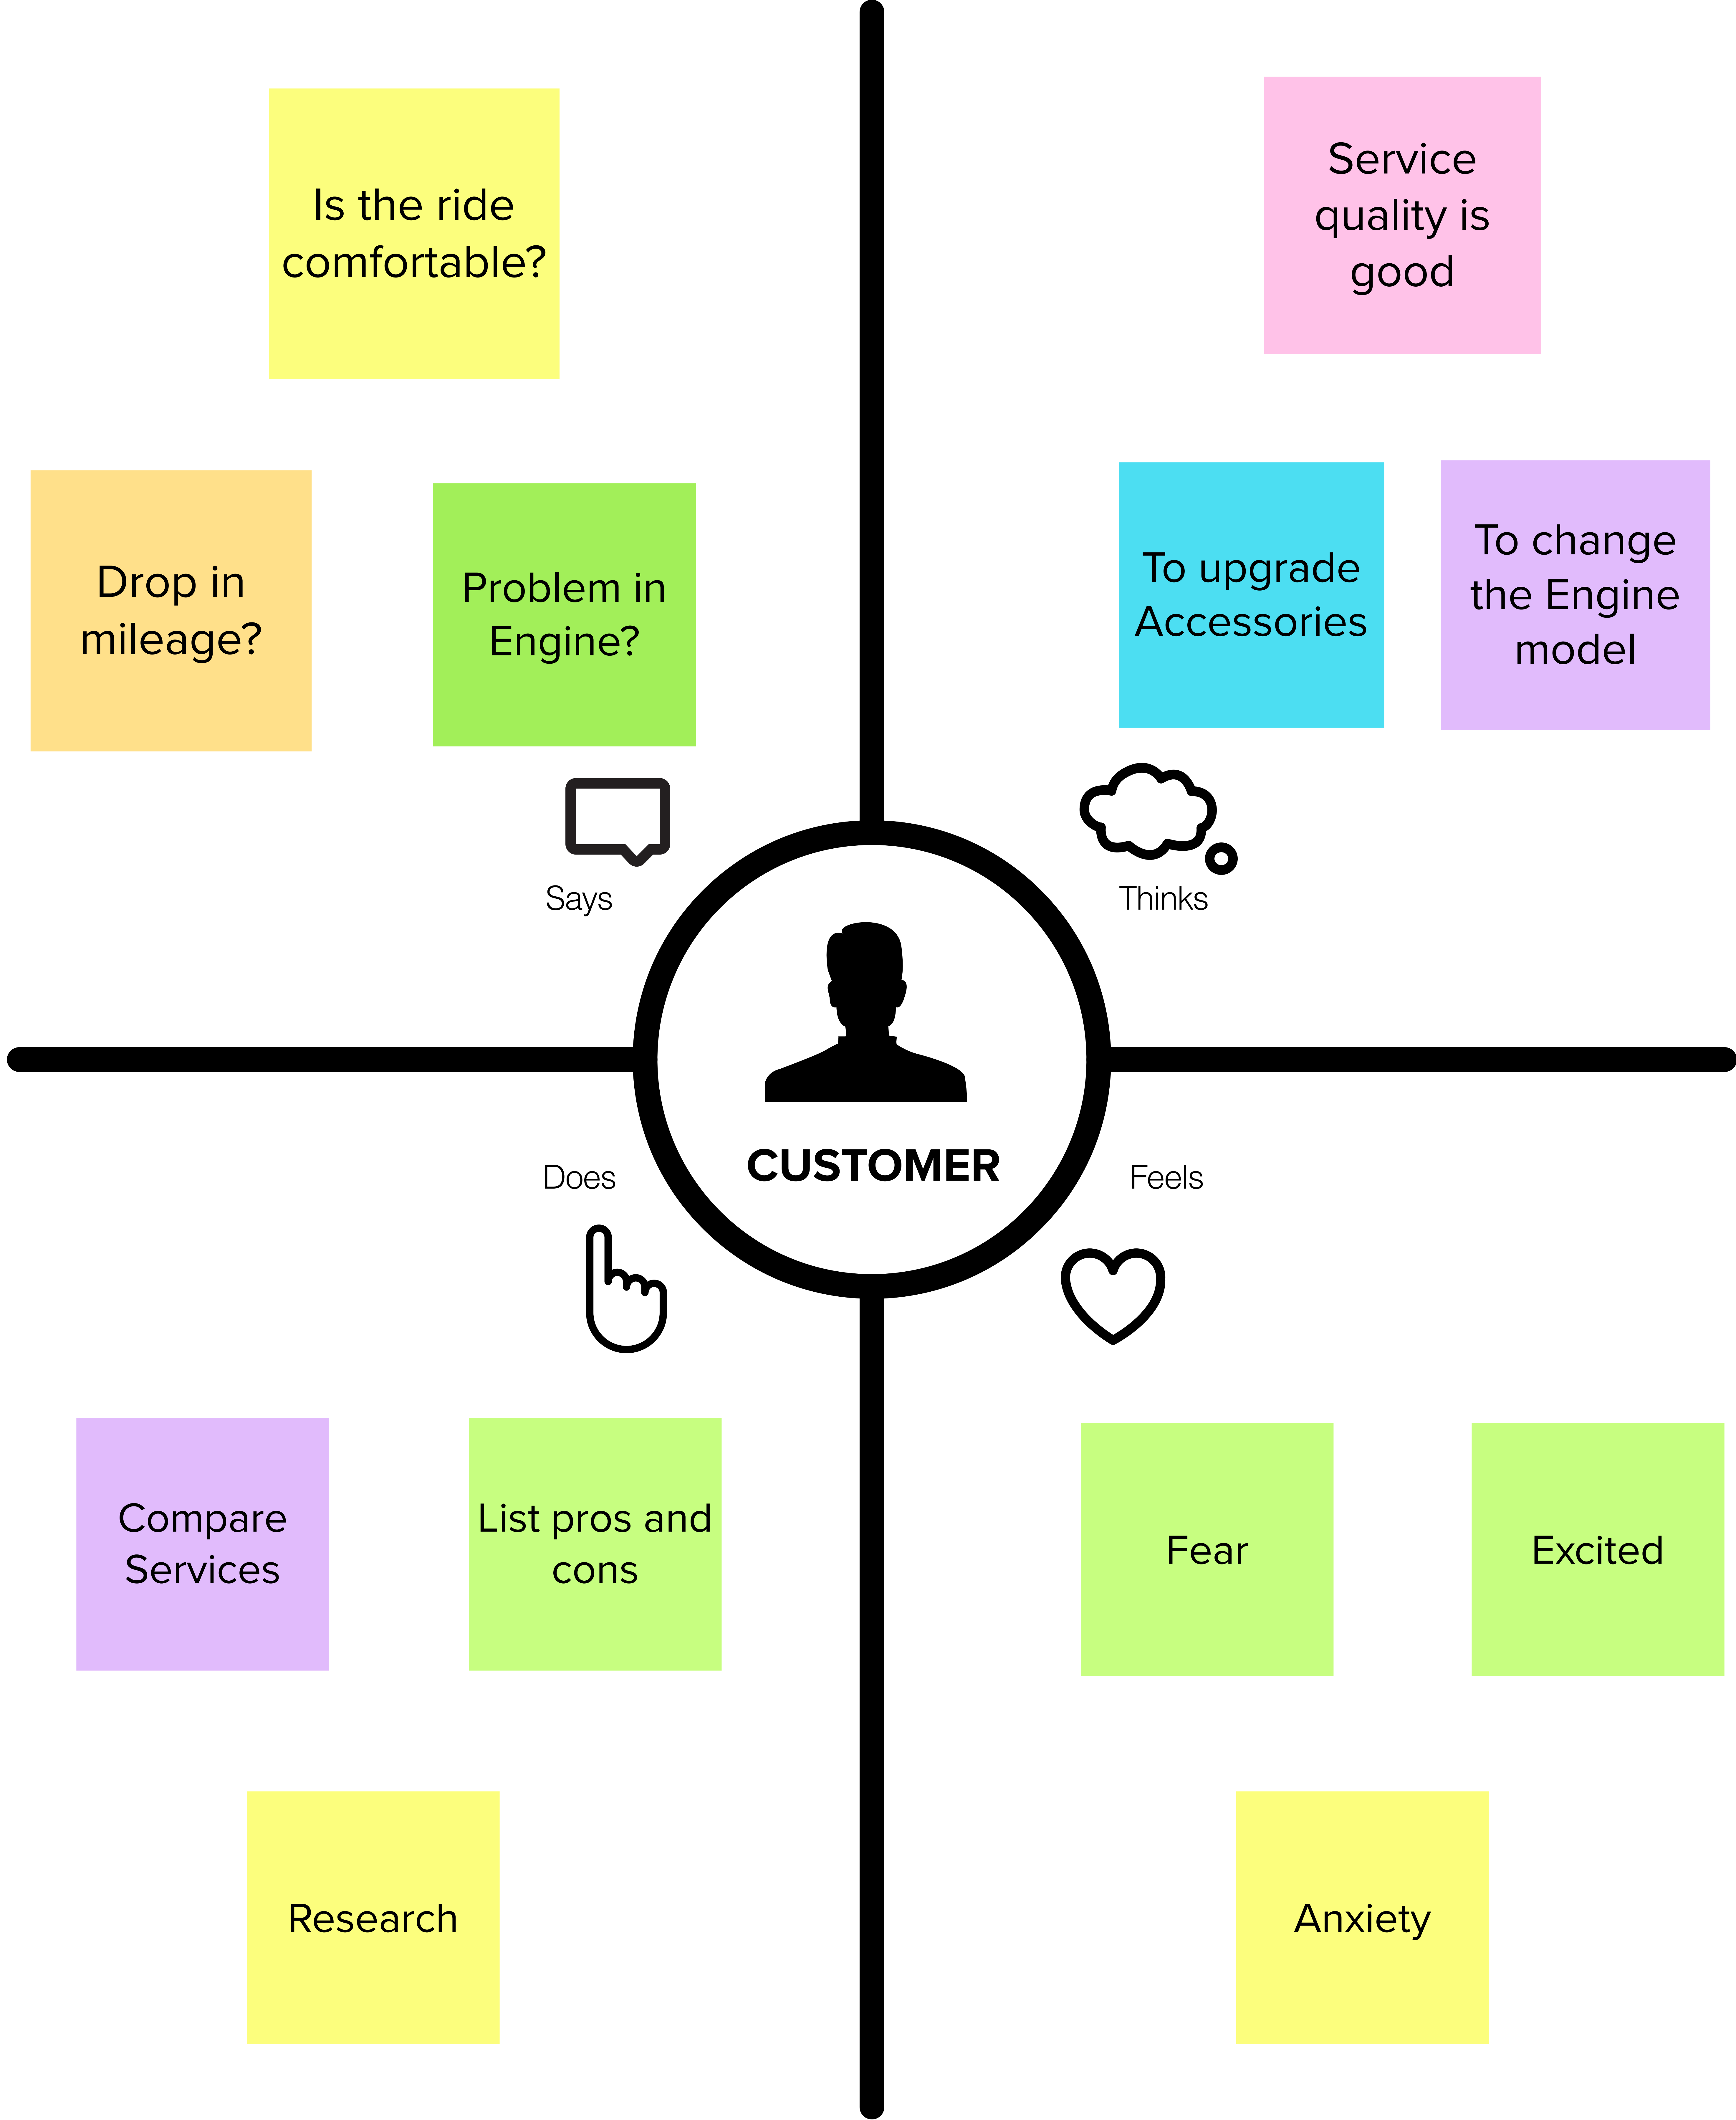 Is the ride
comfortable?
Drop in
mileage?
Problem in
Engine?
Says
Service
quality is
good
To upgrade
Accessories
To change
the Engine
model
Thinks
CUSTOMER
Does
Compare
Services
List pros and
cons
Research
Feels
Fear
Excited
Anxiety